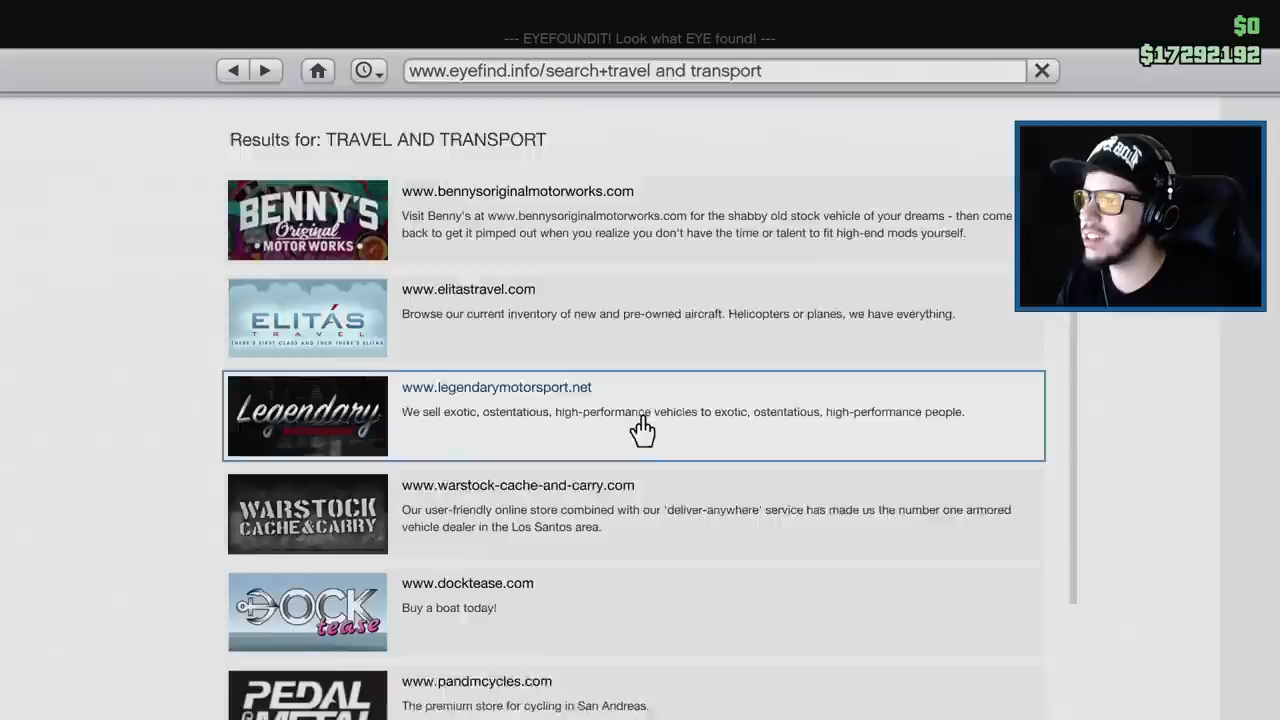 --- EYEFOUNDIT! Look what EYE found! ---
$0
$17292192
www.eyefind.info/search+travel and transport
Results for: TRAVEL AND TRANSPORT
BENNY'S
Original
MOTOR WORKS
www.bennysoriginalmotorworks.com
Visit Benny's at www.bennysoriginalmotorworks.com for the shabby old stock vehicle of your dreams - then come
back to get it pimped out when you realize you don't have the time or talent to fit high-end mods yourself.
ELITÁS
TRAVEL
THERE'S FIRST CLASS AND THEN THERE'S ELITAS
www.elitastravel.com
Browse our current inventory of new and pre-owned aircraft. Helicopters or planes, we have everything.
Legendary
www.legendarymotorsport.net
We sell exotic, ostentatious, high-performance vehicles to exotic, ostentatious, high-performance people.
WARSTOCK
CACHE&CARRY
www.warstock-cache-and-carry.com
Our user-friendly online store combined with our 'deliver-anywhere' service has made us the number one armored
vehicle dealer in the Los Santos area.
DOCK
tease
www.docktease.com
Buy a boat today!
PEDAL
METAL
www.pandmcycles.com
The premium store for cycling in San Andreas.